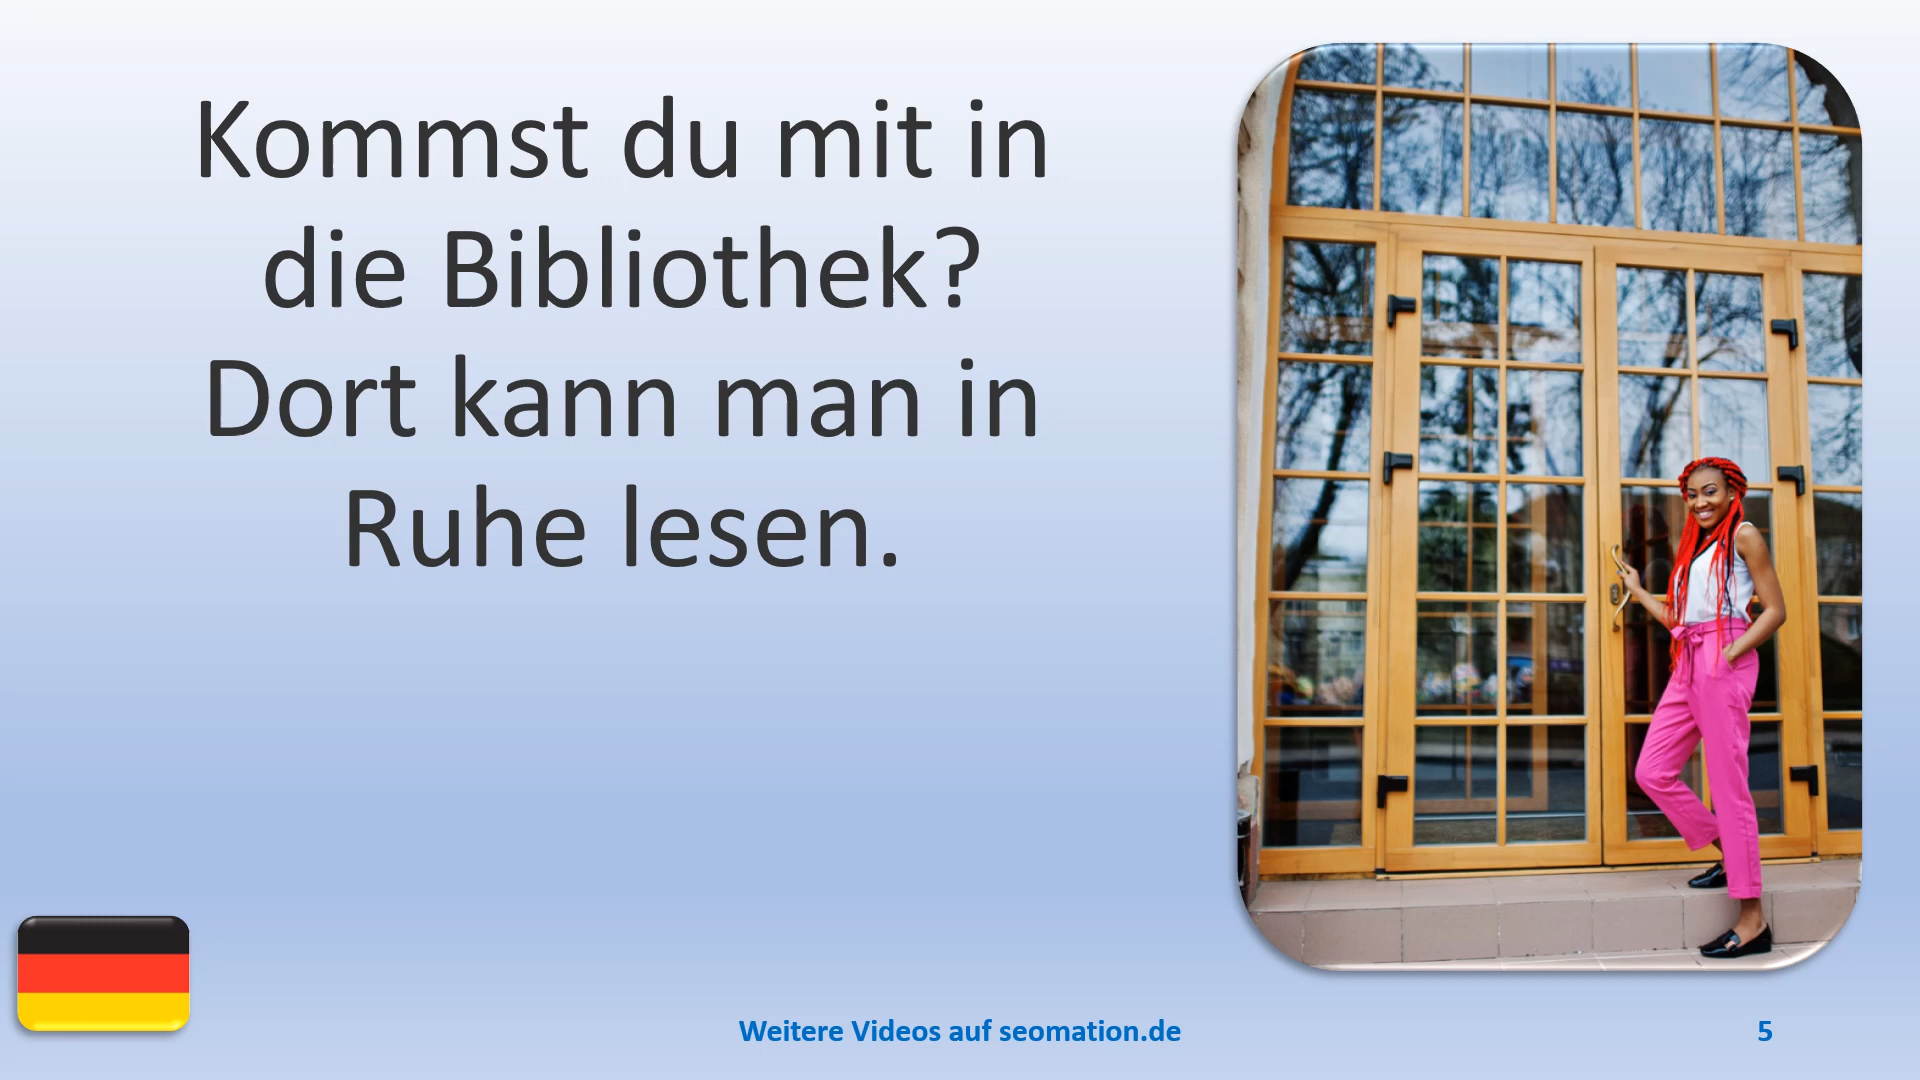 Kommst du mit in
die Bibliothek?
Dort kann man in
Ruhe lesen.
Weitere Videos auf seomation.de
5